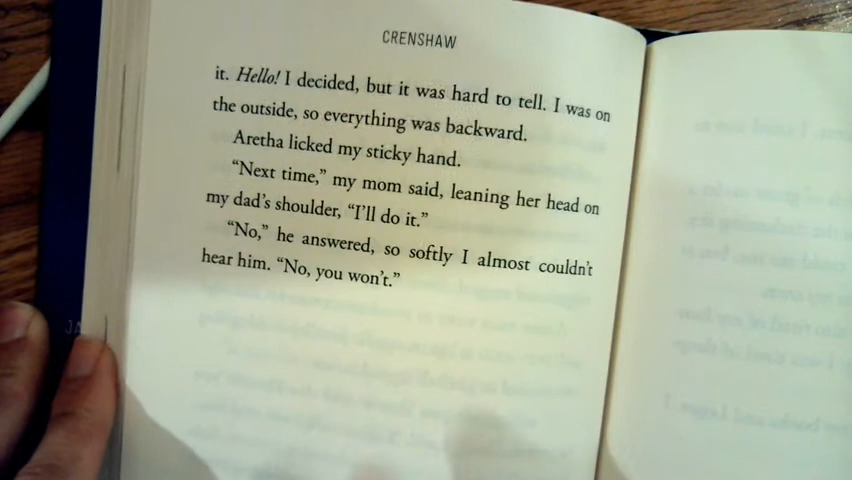 CRENSHAW
it. Hello! I decided, but it was hard to tell. I was on
the outside, so everything was backward.
Aretha licked my sticky hand.
“Next time,” my mom said, leaning her head on
my dad’s shoulder, “I’ll do it.”
“No,” he answered, so softly I almost couldn’t
hear him. “No, you won’t.”
JA